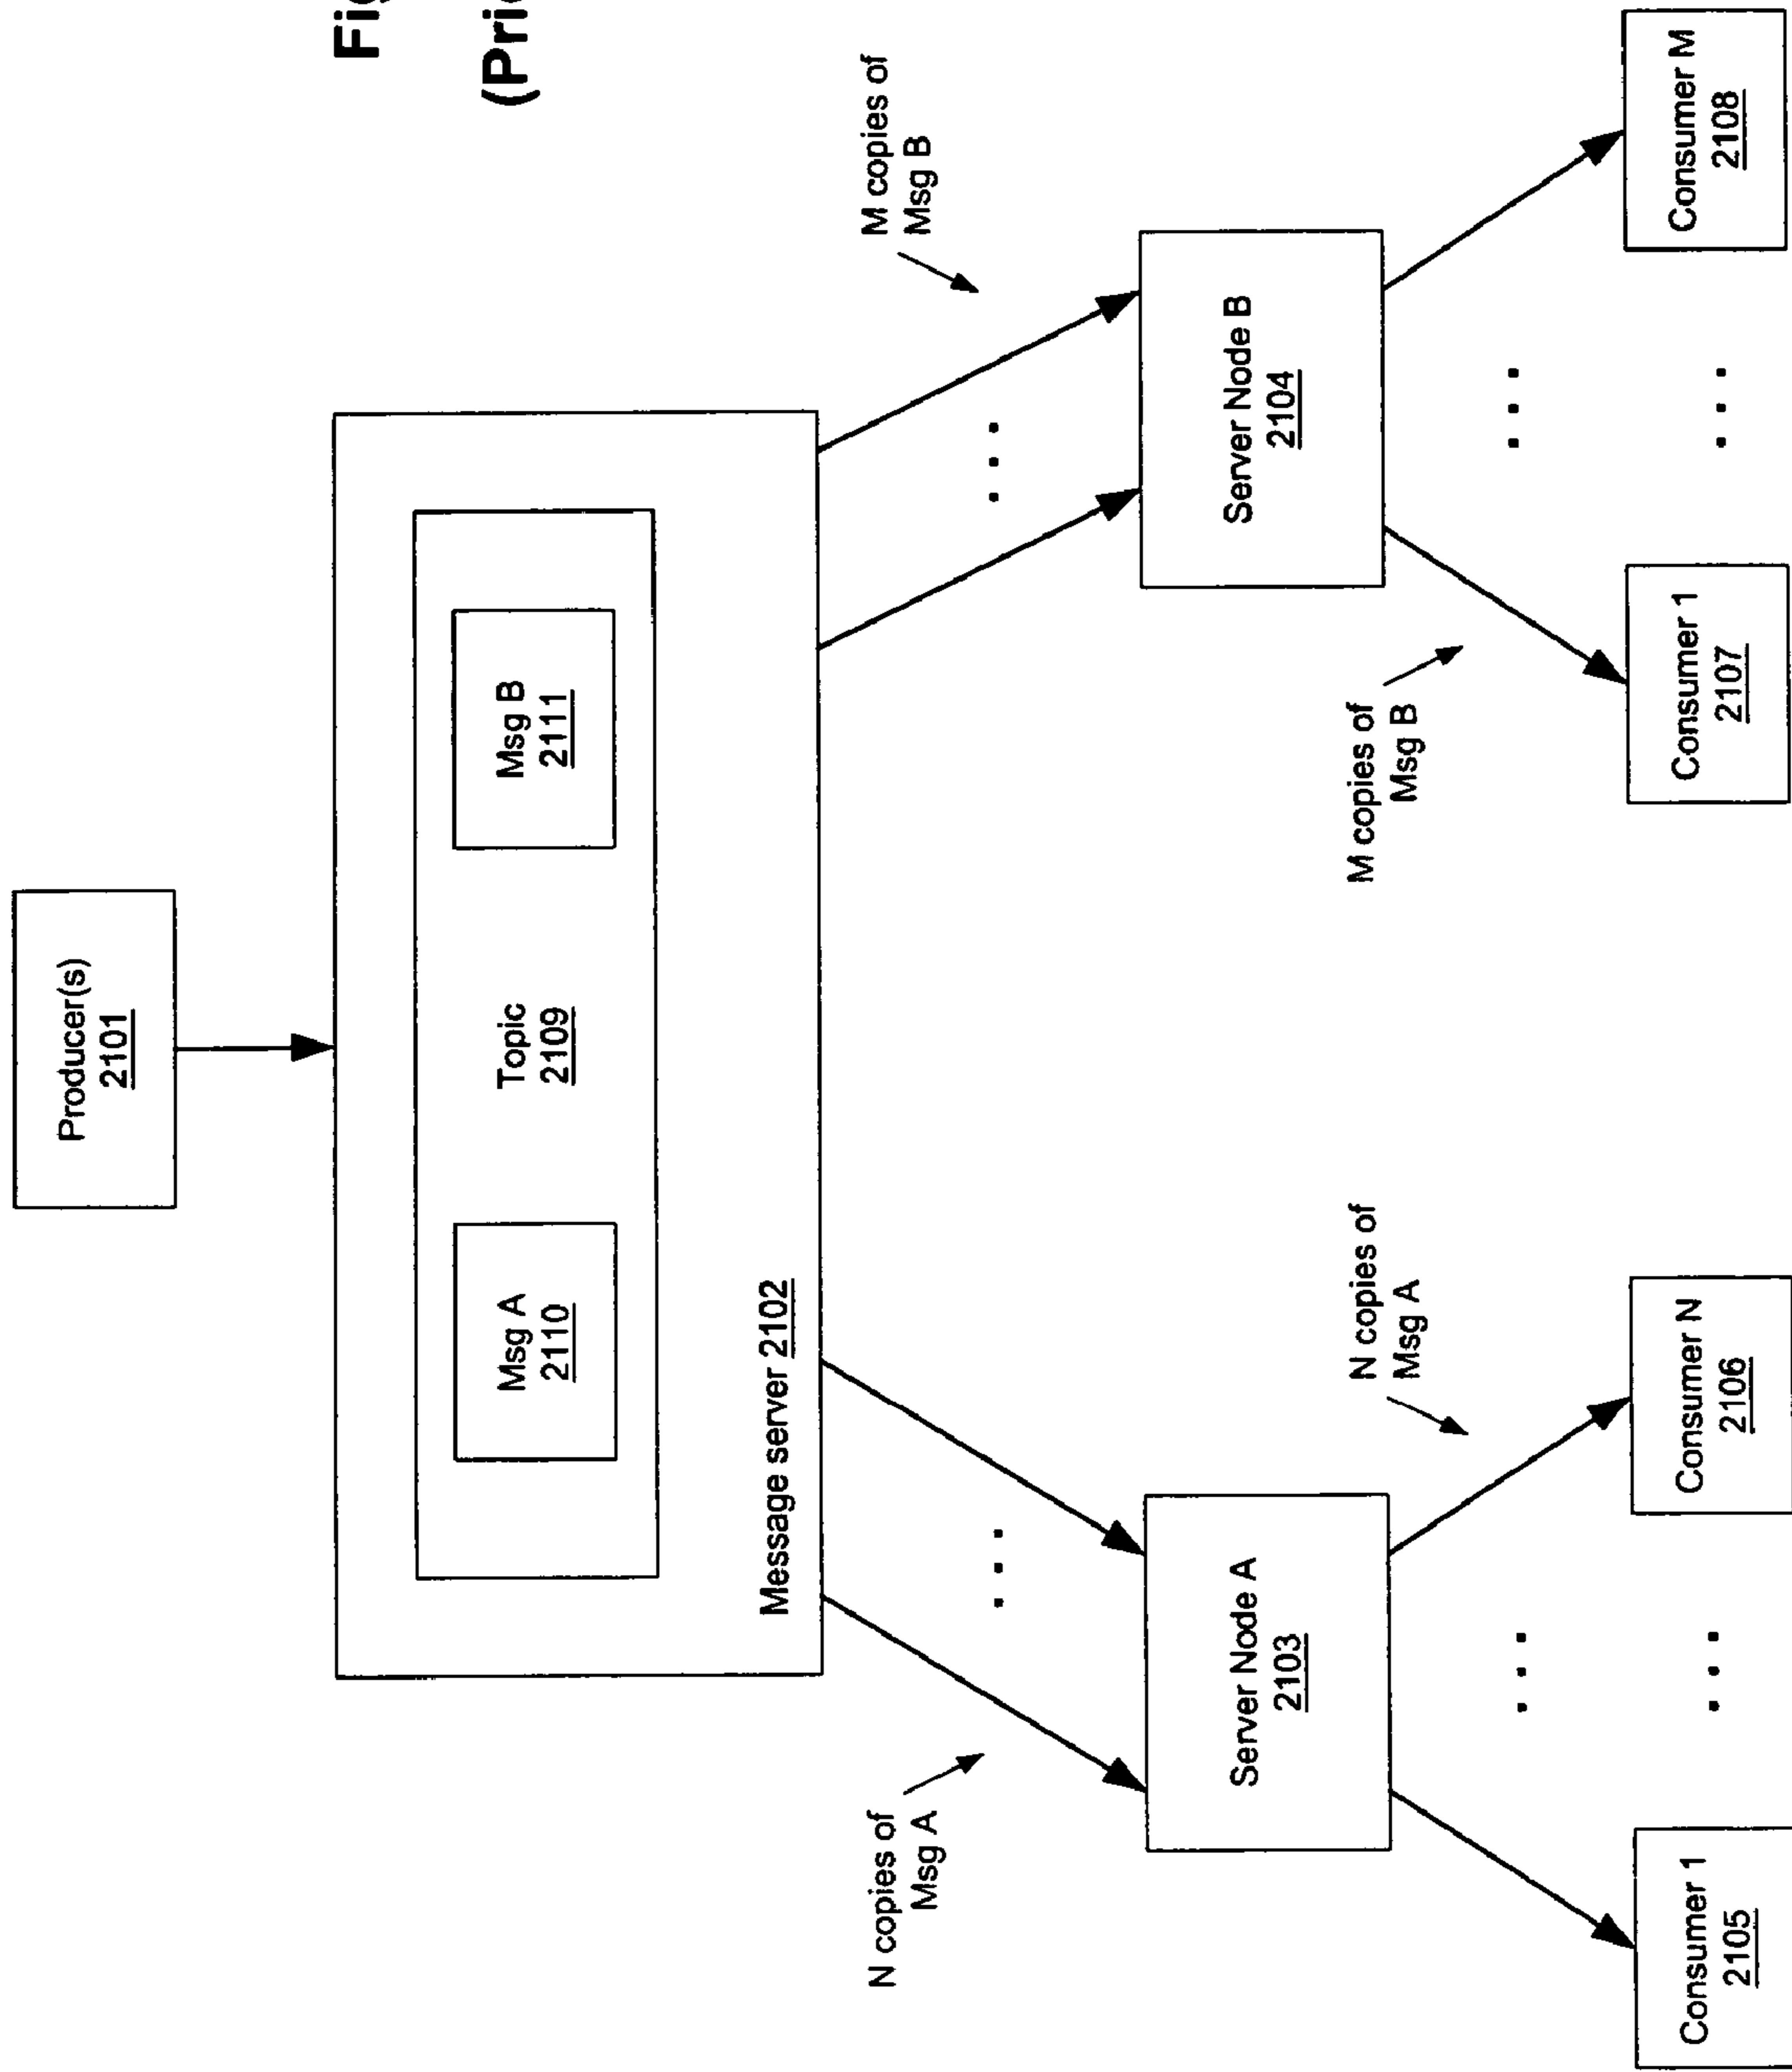 Producer(s)
2101
Msg A
2110
Topic
2109
Msg B
2111
Message server 2102
N copies of
Msg A
M copies of
Msg B
Server Node A
2103
Server Node B
2104
N copies of
Msg A
M copies of
Msg B
Consumer 1
2105
Consumer N
2106
Consumer 1
2107
Consumer M
2108